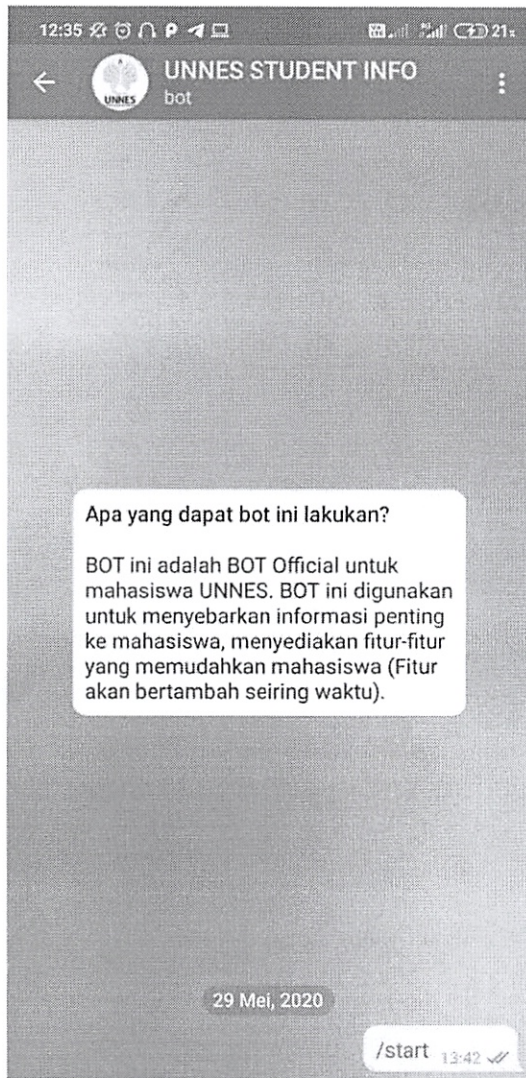 12:35
21%
UNNES STUDENT INFO
UNNES
bot
Apa yang dapat bot ini lakukan?
BOT ini adalah BOT Official untuk
mahasiswa UNNES. BOT ini digunakan
untuk menyebarkan informasi penting
ke mahasiswa, menyediakan fitur-fitur
yang memudahkan mahasiswa (Fitur
akan bertambah seiring waktu).
29 Mei, 2020
/start 13:42